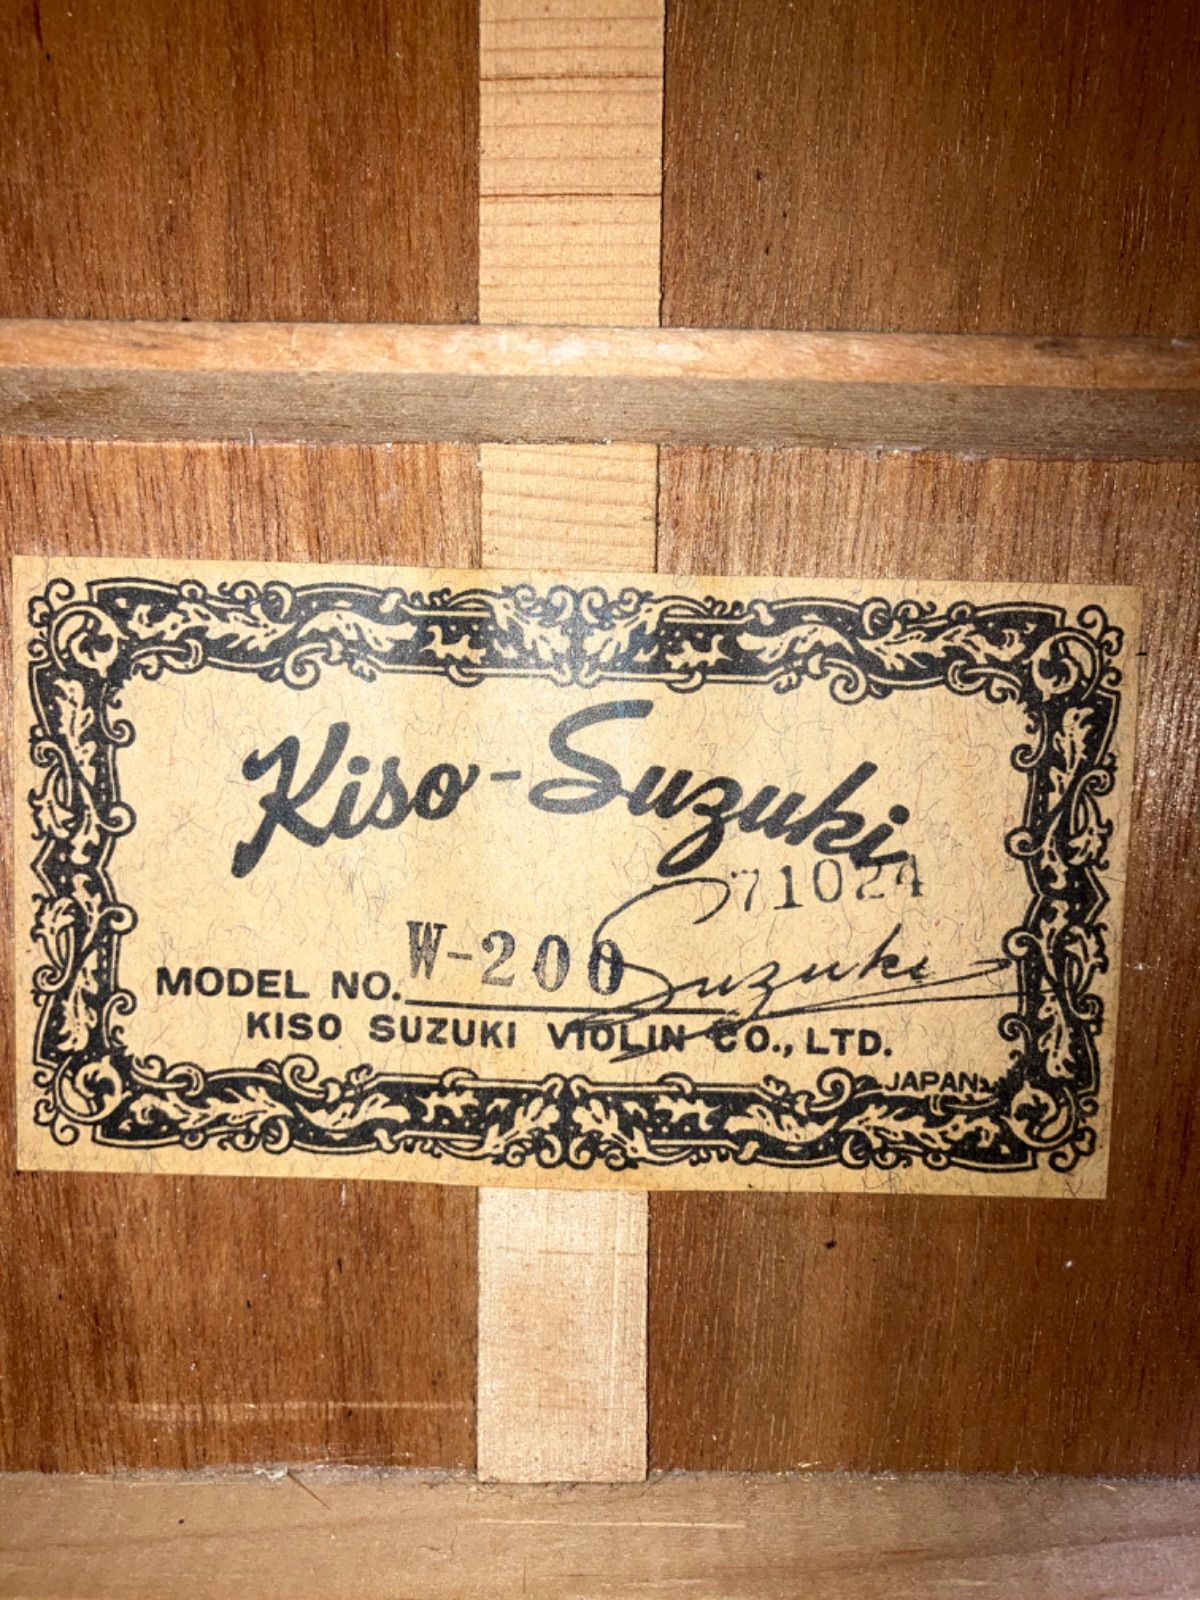 Kiso-Suzuki
71024
MODEL NO. W-200
Suzuki
KISO SUZUKI VIOLIN CO., LTD.
JAPAN